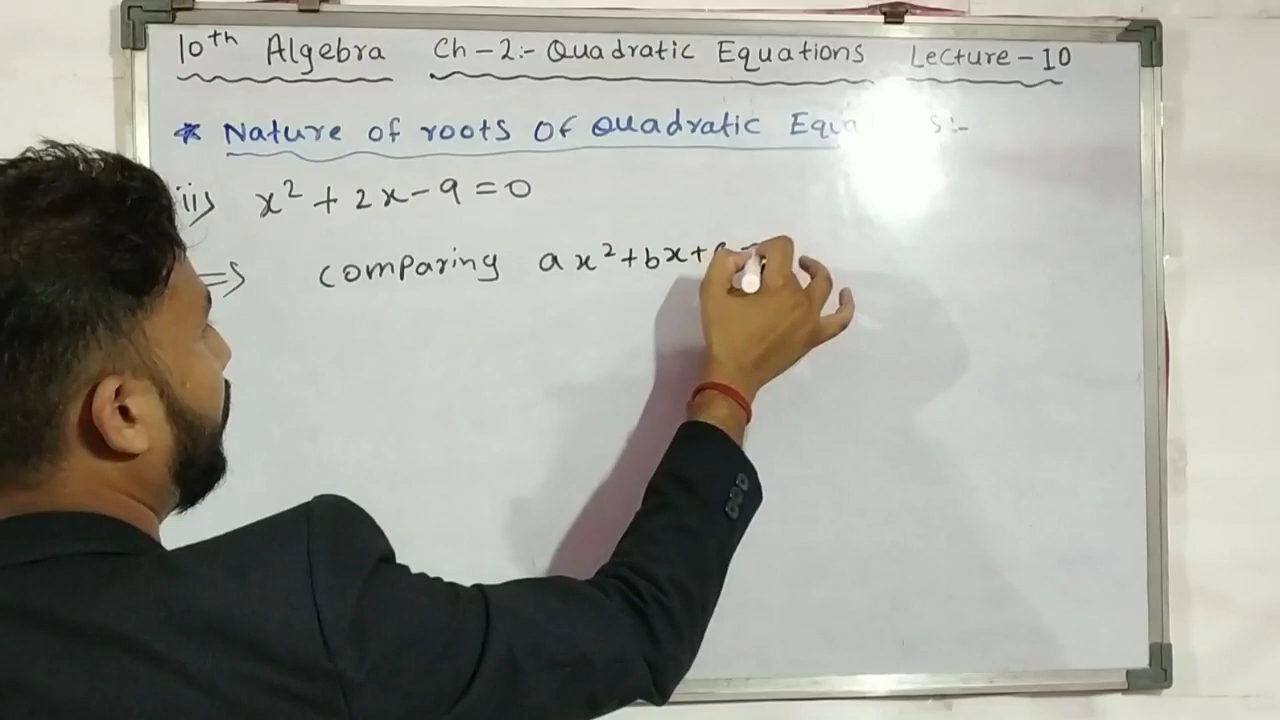 10th Algebra Ch-2:- Quadratic Equations Lecture-10
* Nature of roots of Quadratic
ii) x² + 2x - 9 = 0
=> comparing ax² + bx +